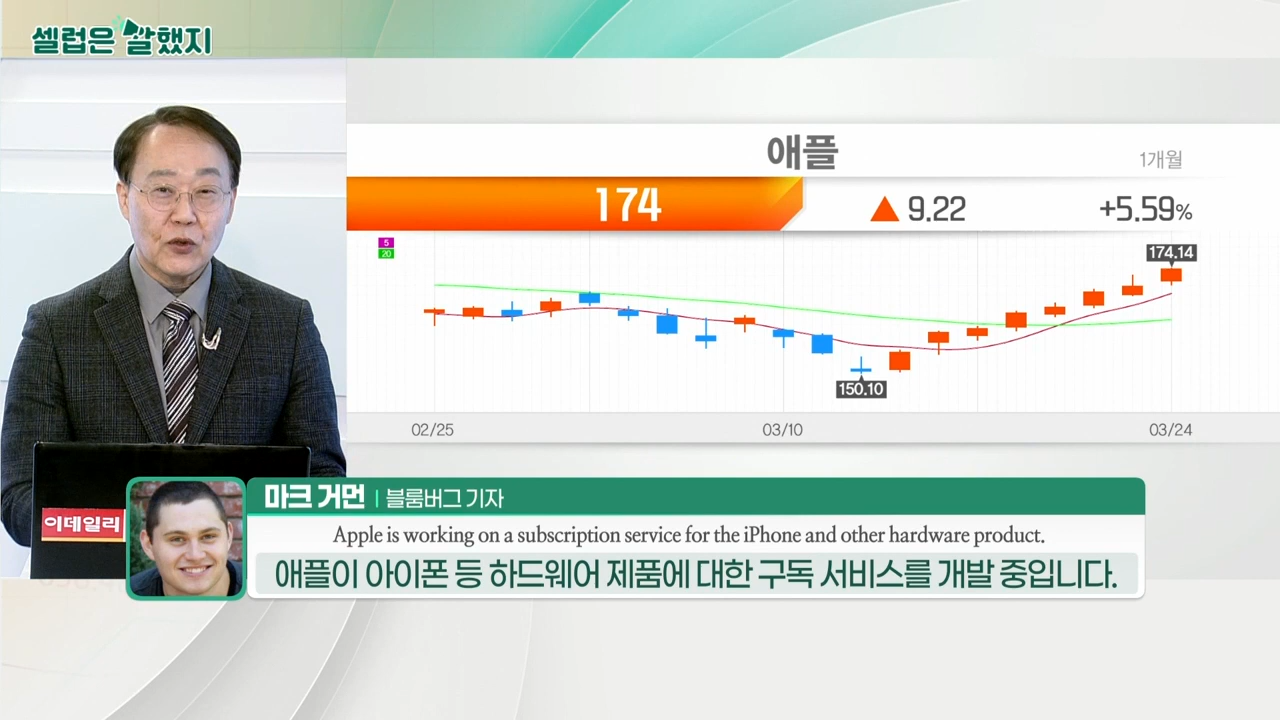 셀럽은 말했지
애플
1개월
174
▲ 9.22
+5.59%
5
20
174.14
150.10
02/25
03/10
03/24
이데일리
마크 거먼 | 블룸버그 기자
Apple is working on a subscription service for the iPhone and other hardware product.
애플이 아이폰 등 하드웨어 제품에 대한 구독 서비스를 개발 중입니다.